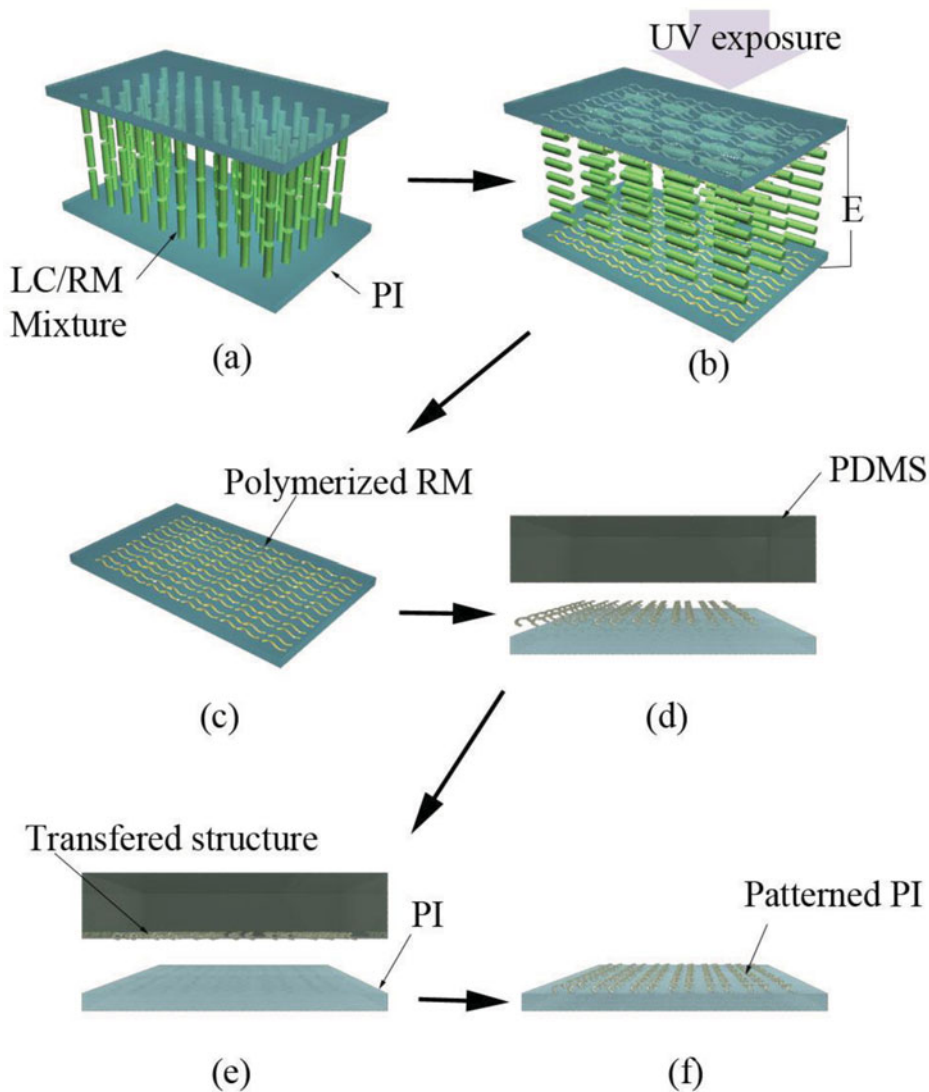 UV exposure
E
LC/RM
Mixture
PI
(a)
(b)
Polymerized RM
PDMS
(c)
(d)
Transfered structure
PI
Patterned PI
(e)
(f)